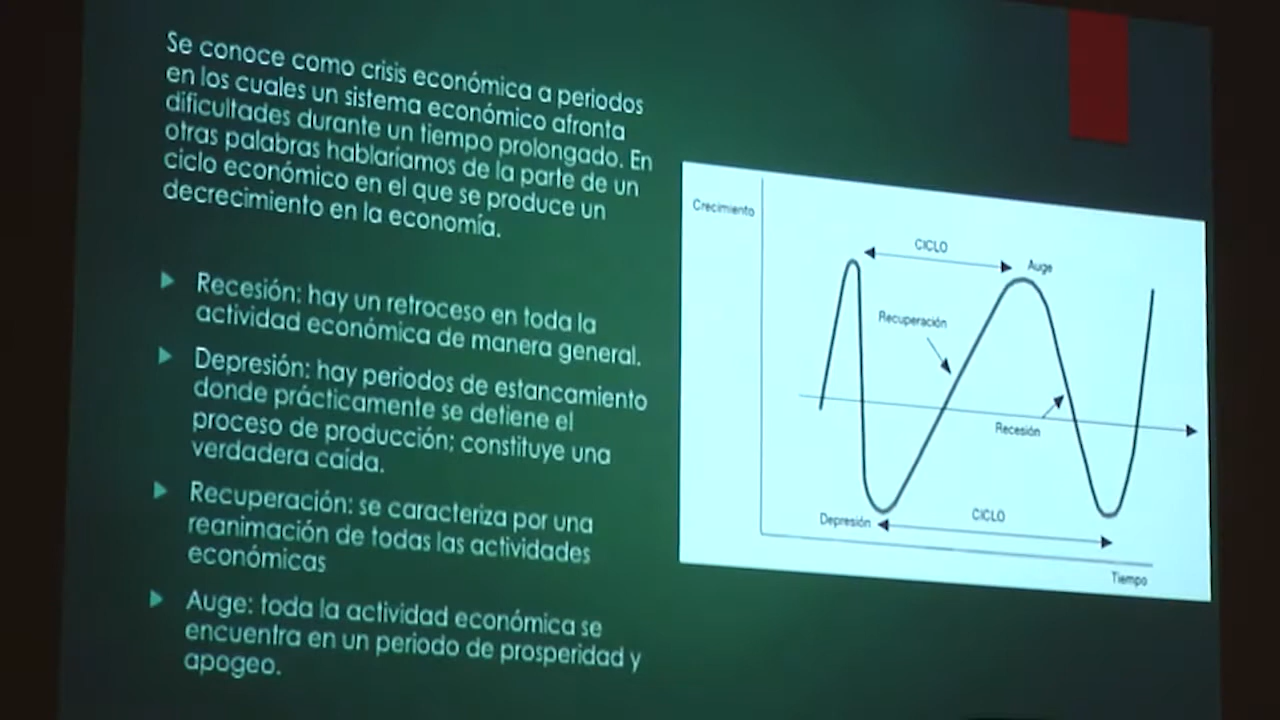 Se conoce como crisis económica a periodos
en los cuales un sistema económico afronta
dificultades durante un tiempo prolongado. En
otras palabras hablaríamos de la parte de un
ciclo económico en el que se produce un
decrecimiento en la economía.
Recesión: hay un retroceso en toda la
actividad económica de manera general.
Depresión: hay periodos de estancamiento
donde prácticamente se detiene el
proceso de producción; constituye una
verdadera caída.
Recuperación: se caracteriza por una
reanimación de todas las actividades
económicas
Auge: toda la actividad económica se
encuentra en un periodo de prosperidad y
apogeo.
Crecimiento
CICLO
Auge
Recuperación
Recesión
Depresión
CICLO
Tiempo